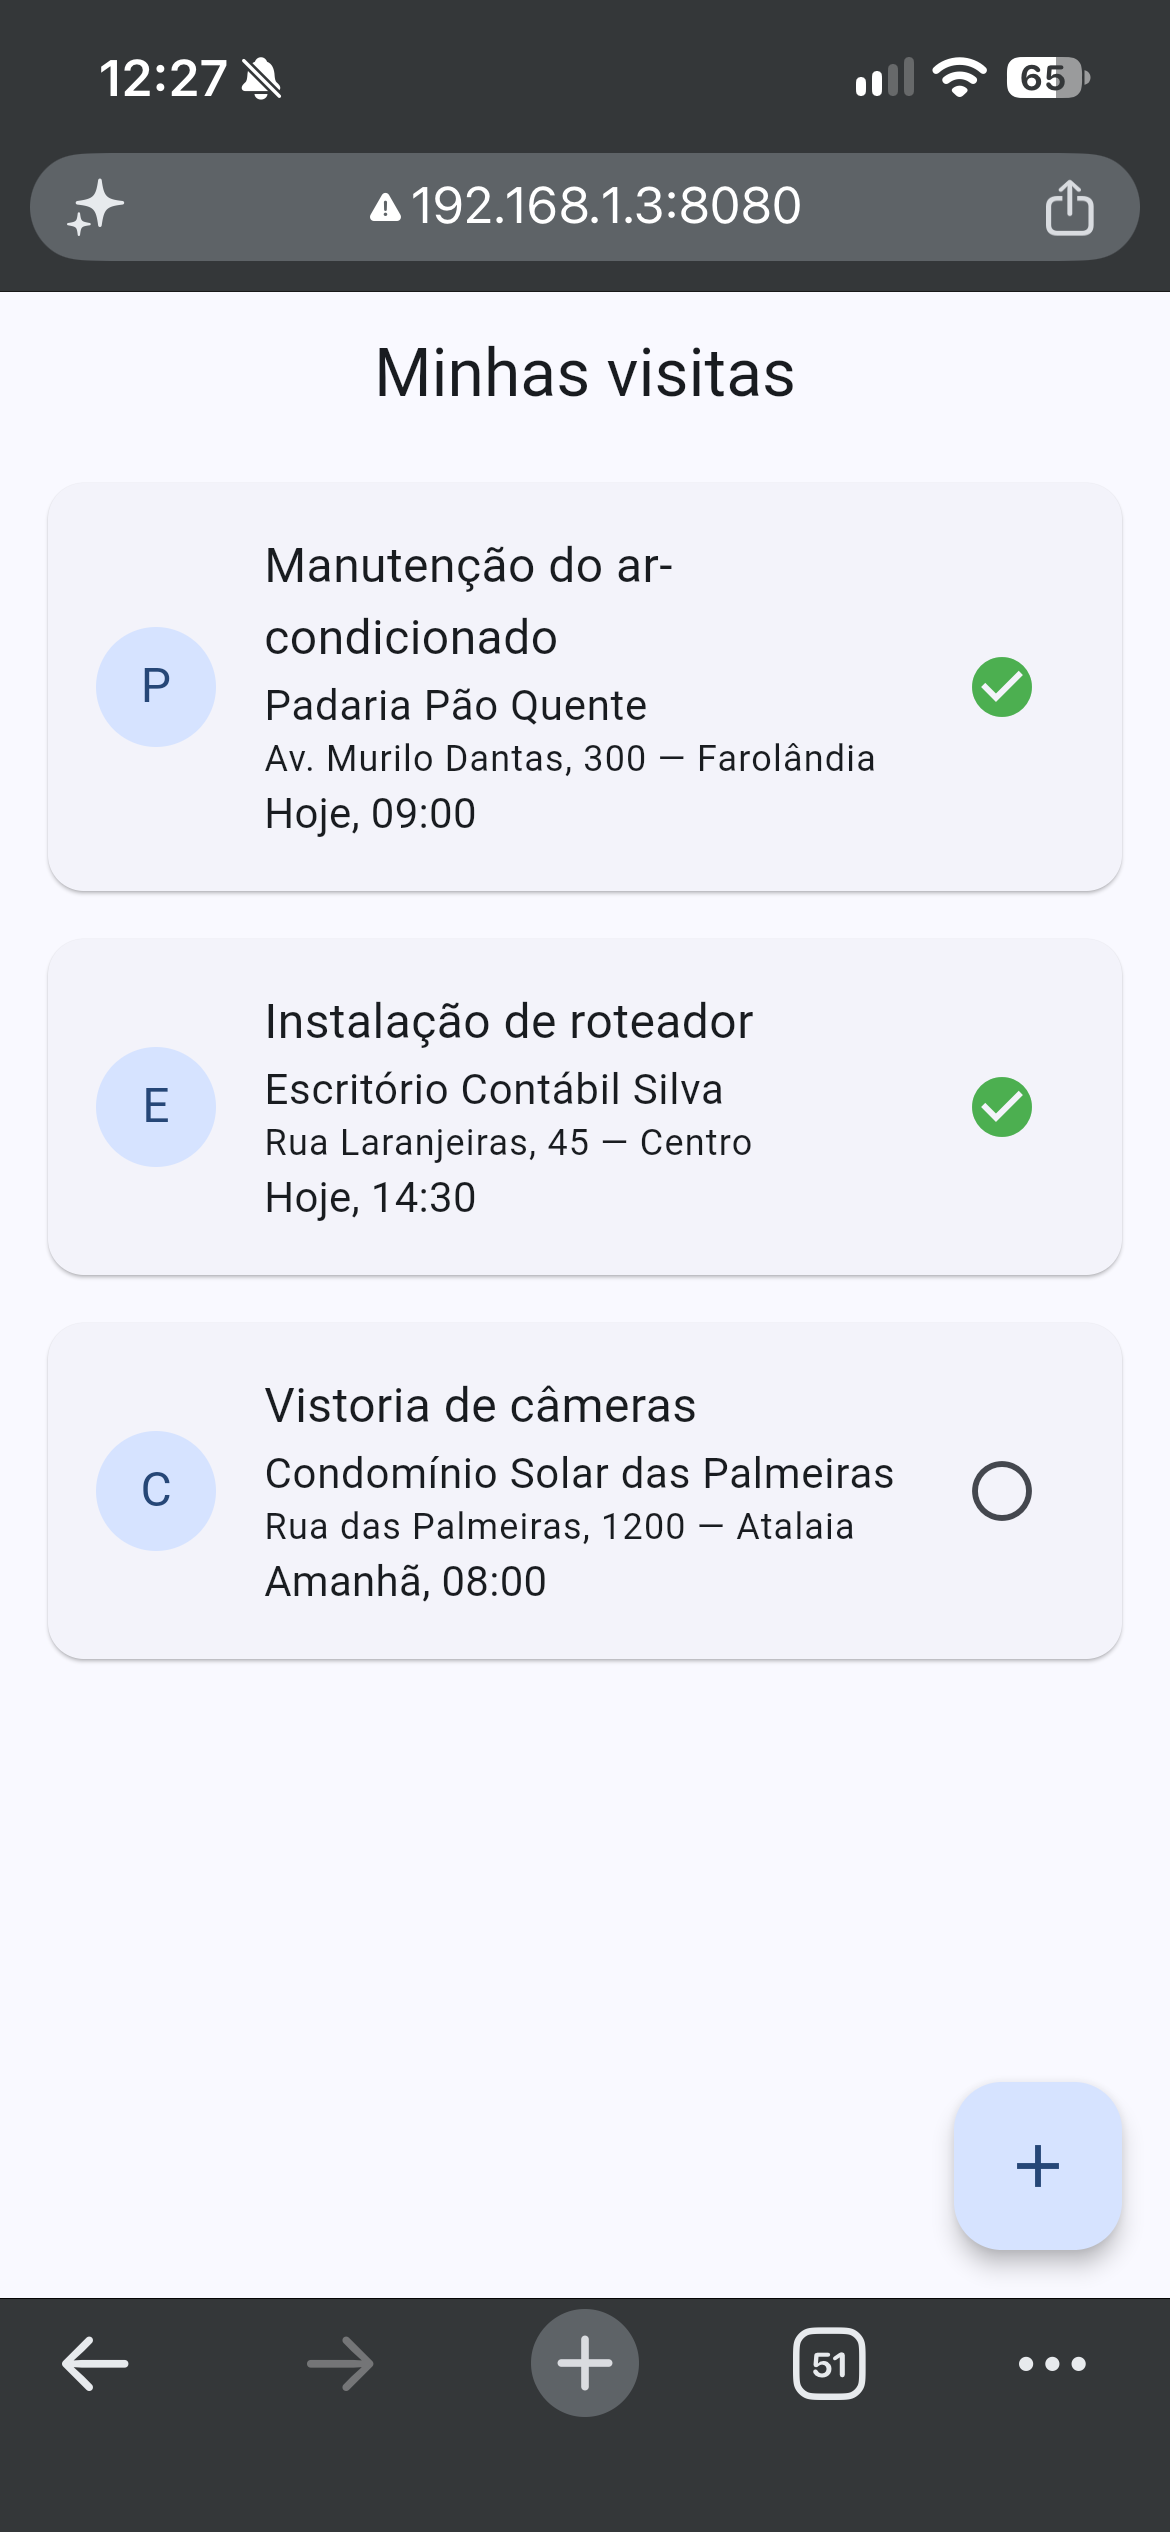 12:27
65
192.168.1.3:8080
Minhas visitas
P
Manutenção do ar-
condicionado
Padaria Pão Quente
Av. Murilo Dantas, 300 — Farolândia
Hoje, 09:00
E
Instalação de roteador
Escritório Contábil Silva
Rua Laranjeiras, 45 — Centro
Hoje, 14:30
C
Vistoria de câmeras
Condomínio Solar das Palmeiras
Rua das Palmeiras, 1200 — Atalaia
Amanhã, 08:00
51